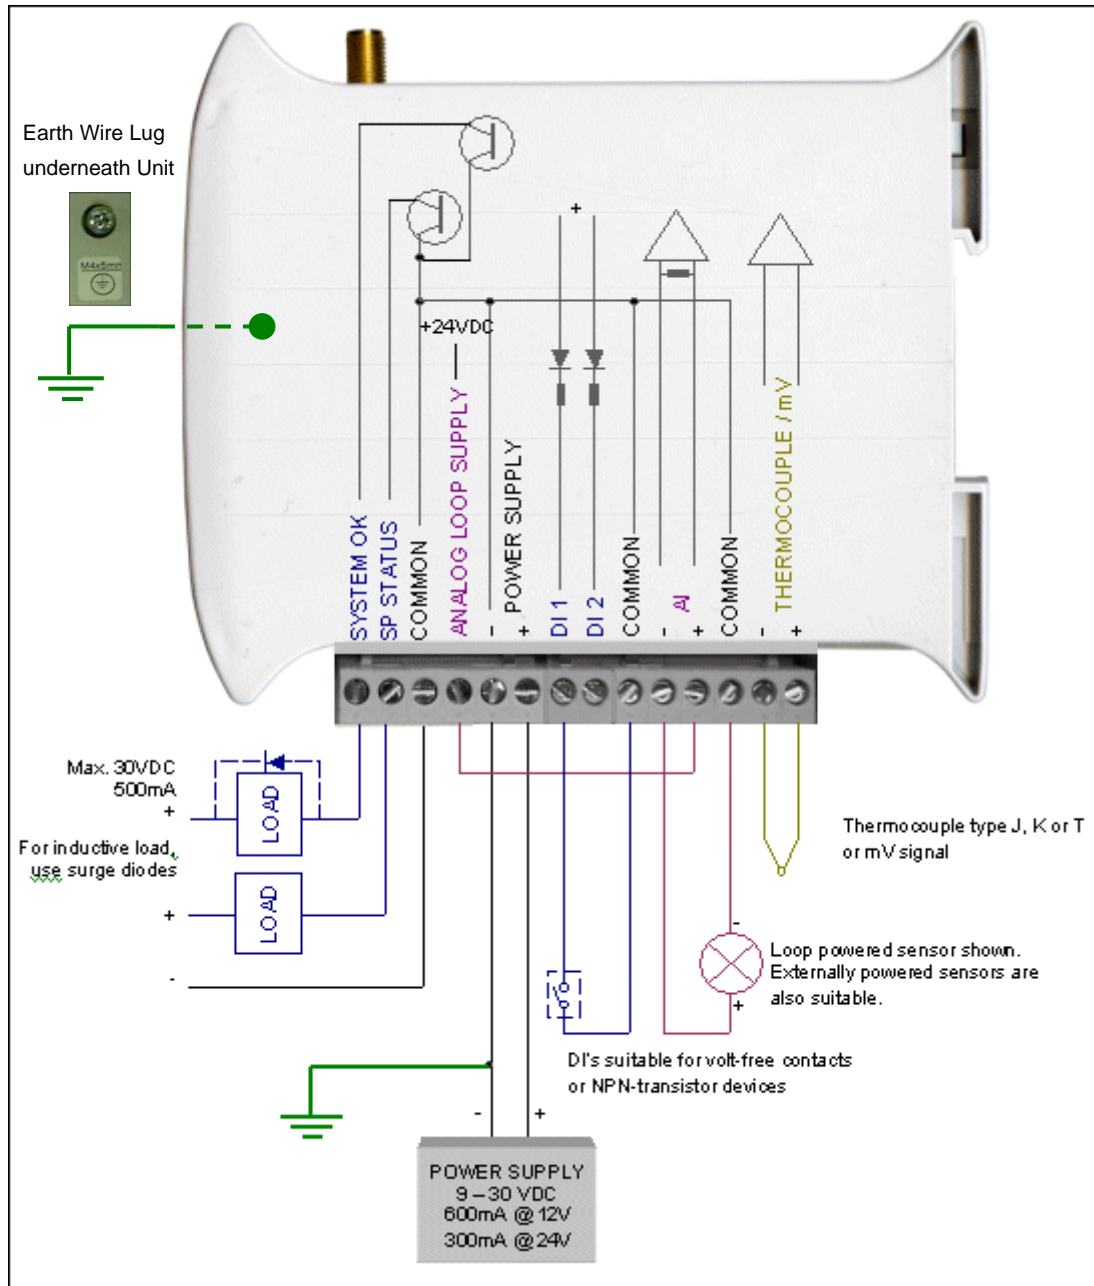 Earth Wire Lug
underneath Unit
M4x5mm
+
+24VDC
SYSTEM OK
SP STATUS
COMMON
ANALOG LOOP SUPPLY
-
+
POWER SUPPLY
DI 1
DI 2
COMMON
-
AI
+
COMMON
-
THERMOCOUPLE / mV
+
Max. 30VDC
500mA
+
LOAD
For inductive load,
use surge diodes
+
LOAD
-
Thermocouple type J, K or T
or mV signal
-
Loop powered sensor shown.
Externally powered sensors are
also suitable.
+
DI's suitable for volt-free contacts
or NPN-transistor devices
-
+
POWER SUPPLY
9 – 30 VDC
600mA @ 12V
300mA @ 24V